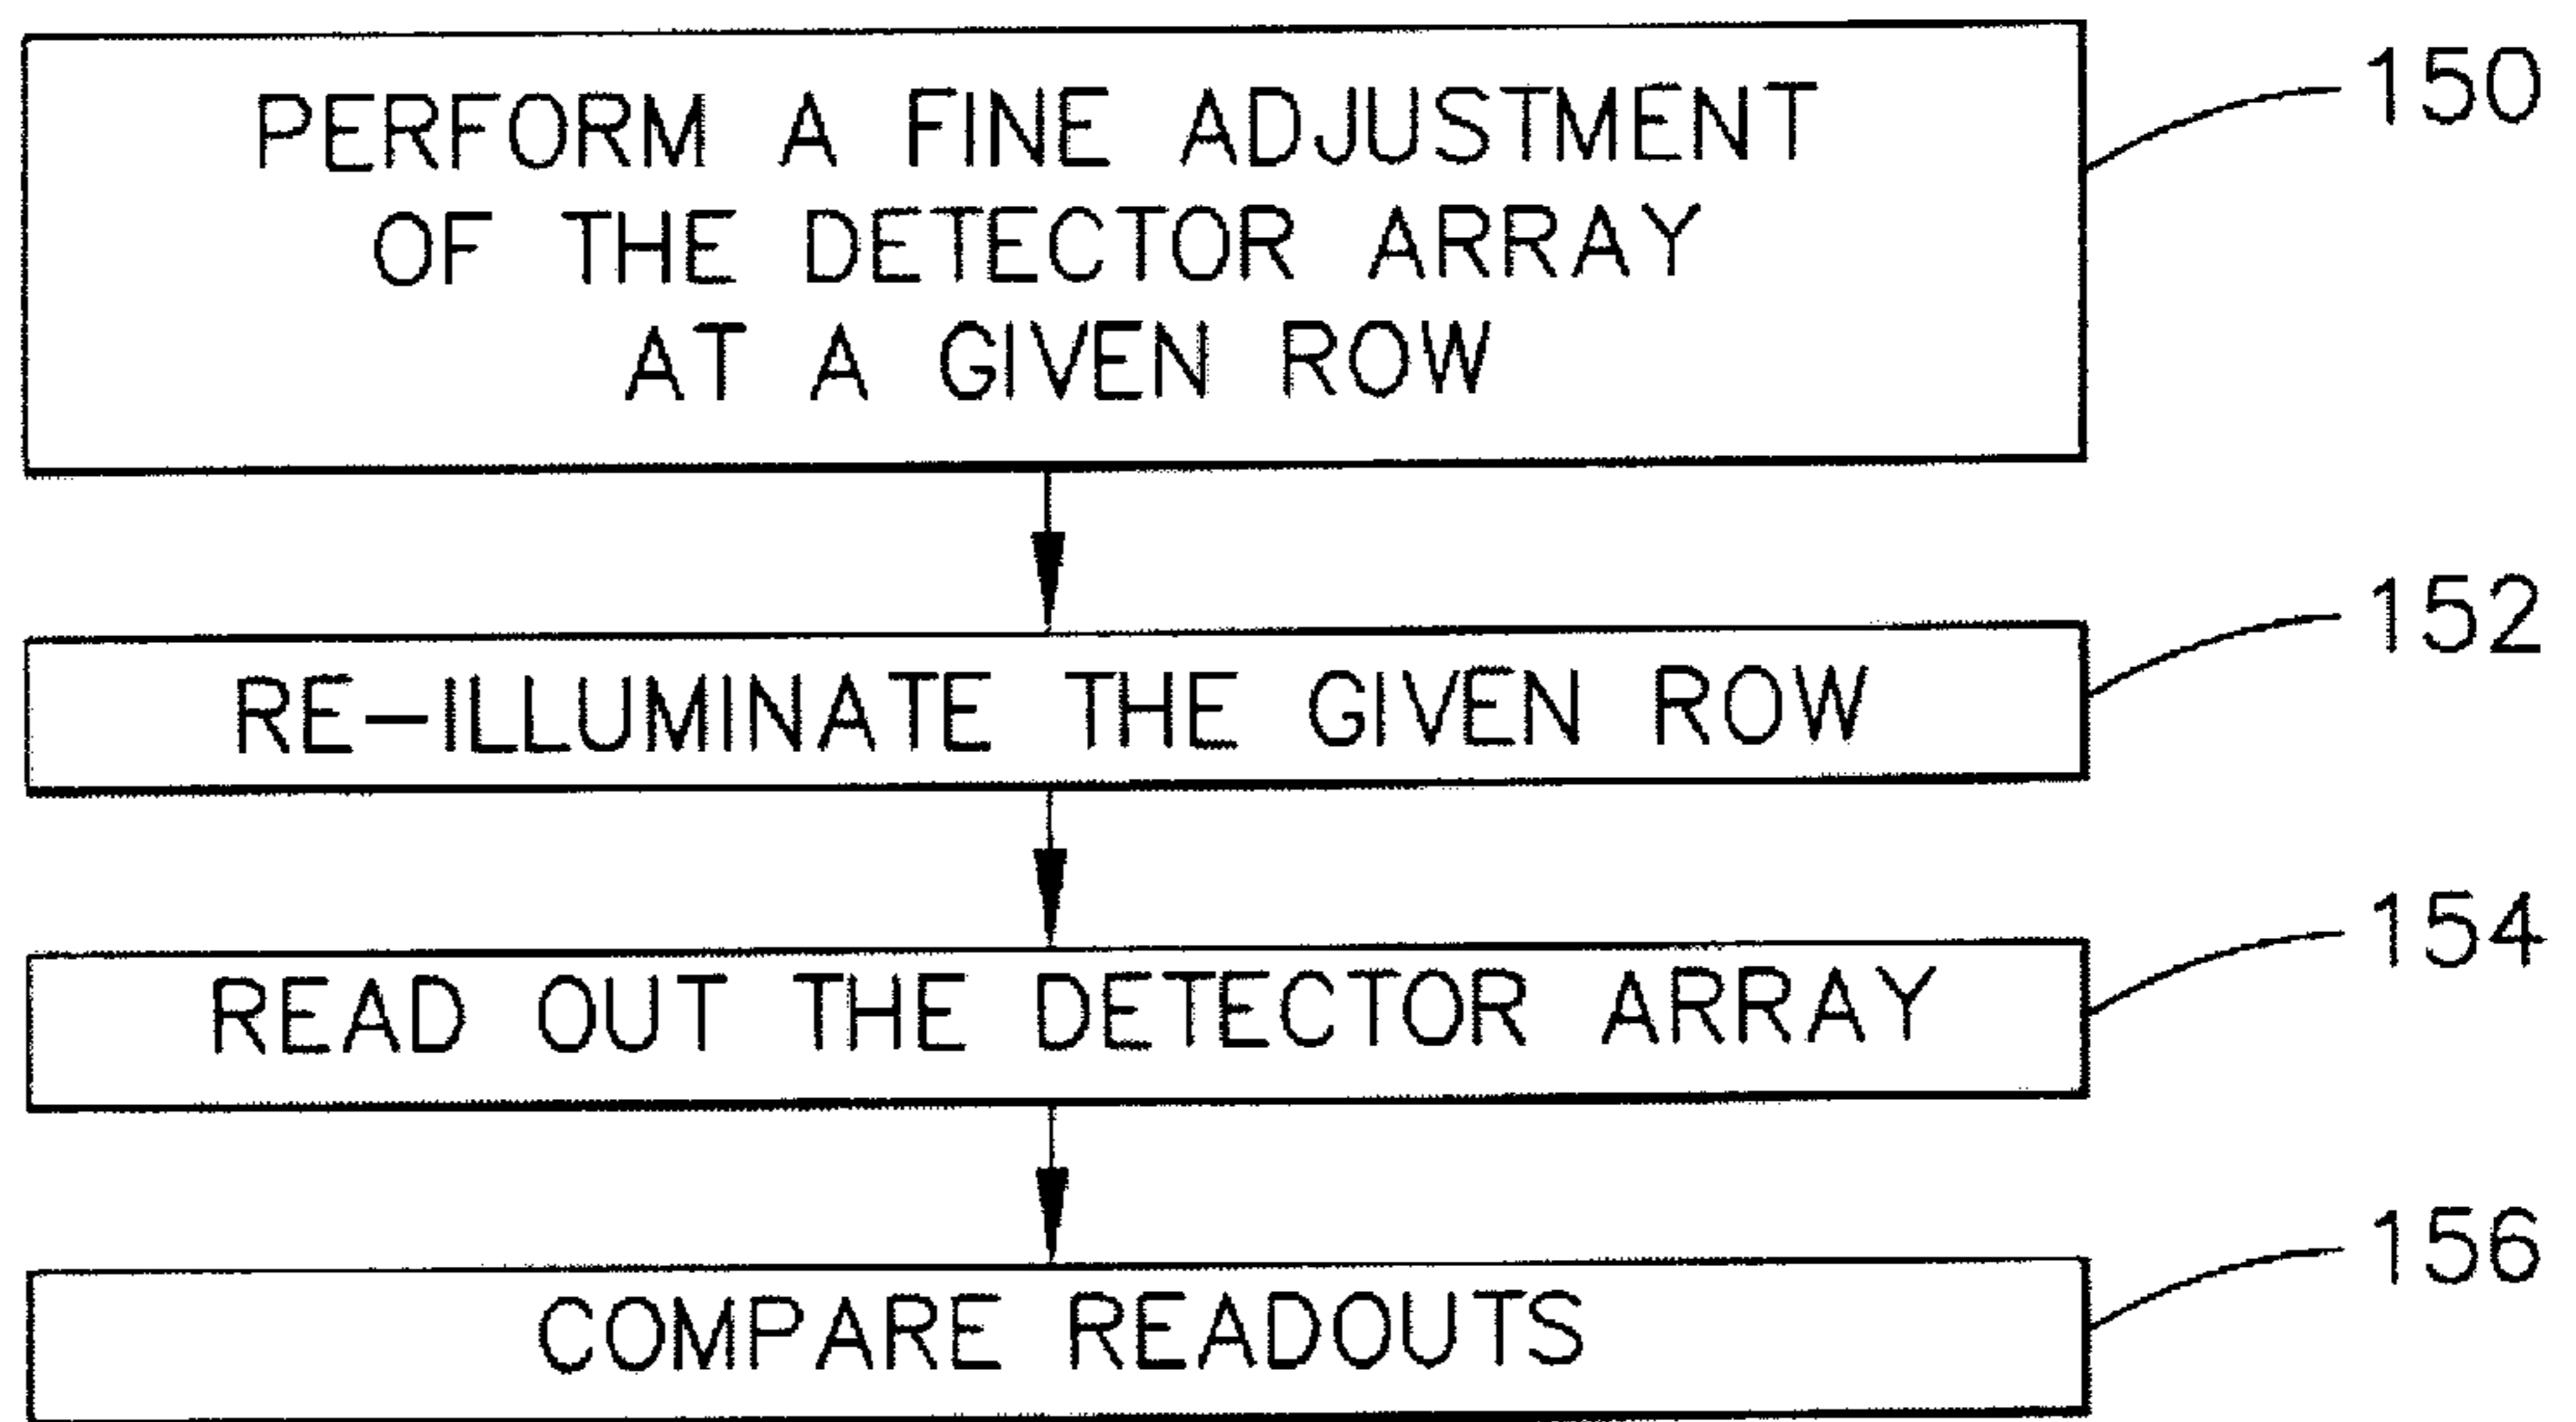 PERFORM A FINE ADJUSTMENT
OF THE DETECTOR ARRAY
AT A GIVEN ROW
150
RE-ILLUMINATE THE GIVEN ROW
152
READ OUT THE DETECTOR ARRAY
154
COMPARE READOUTS
156